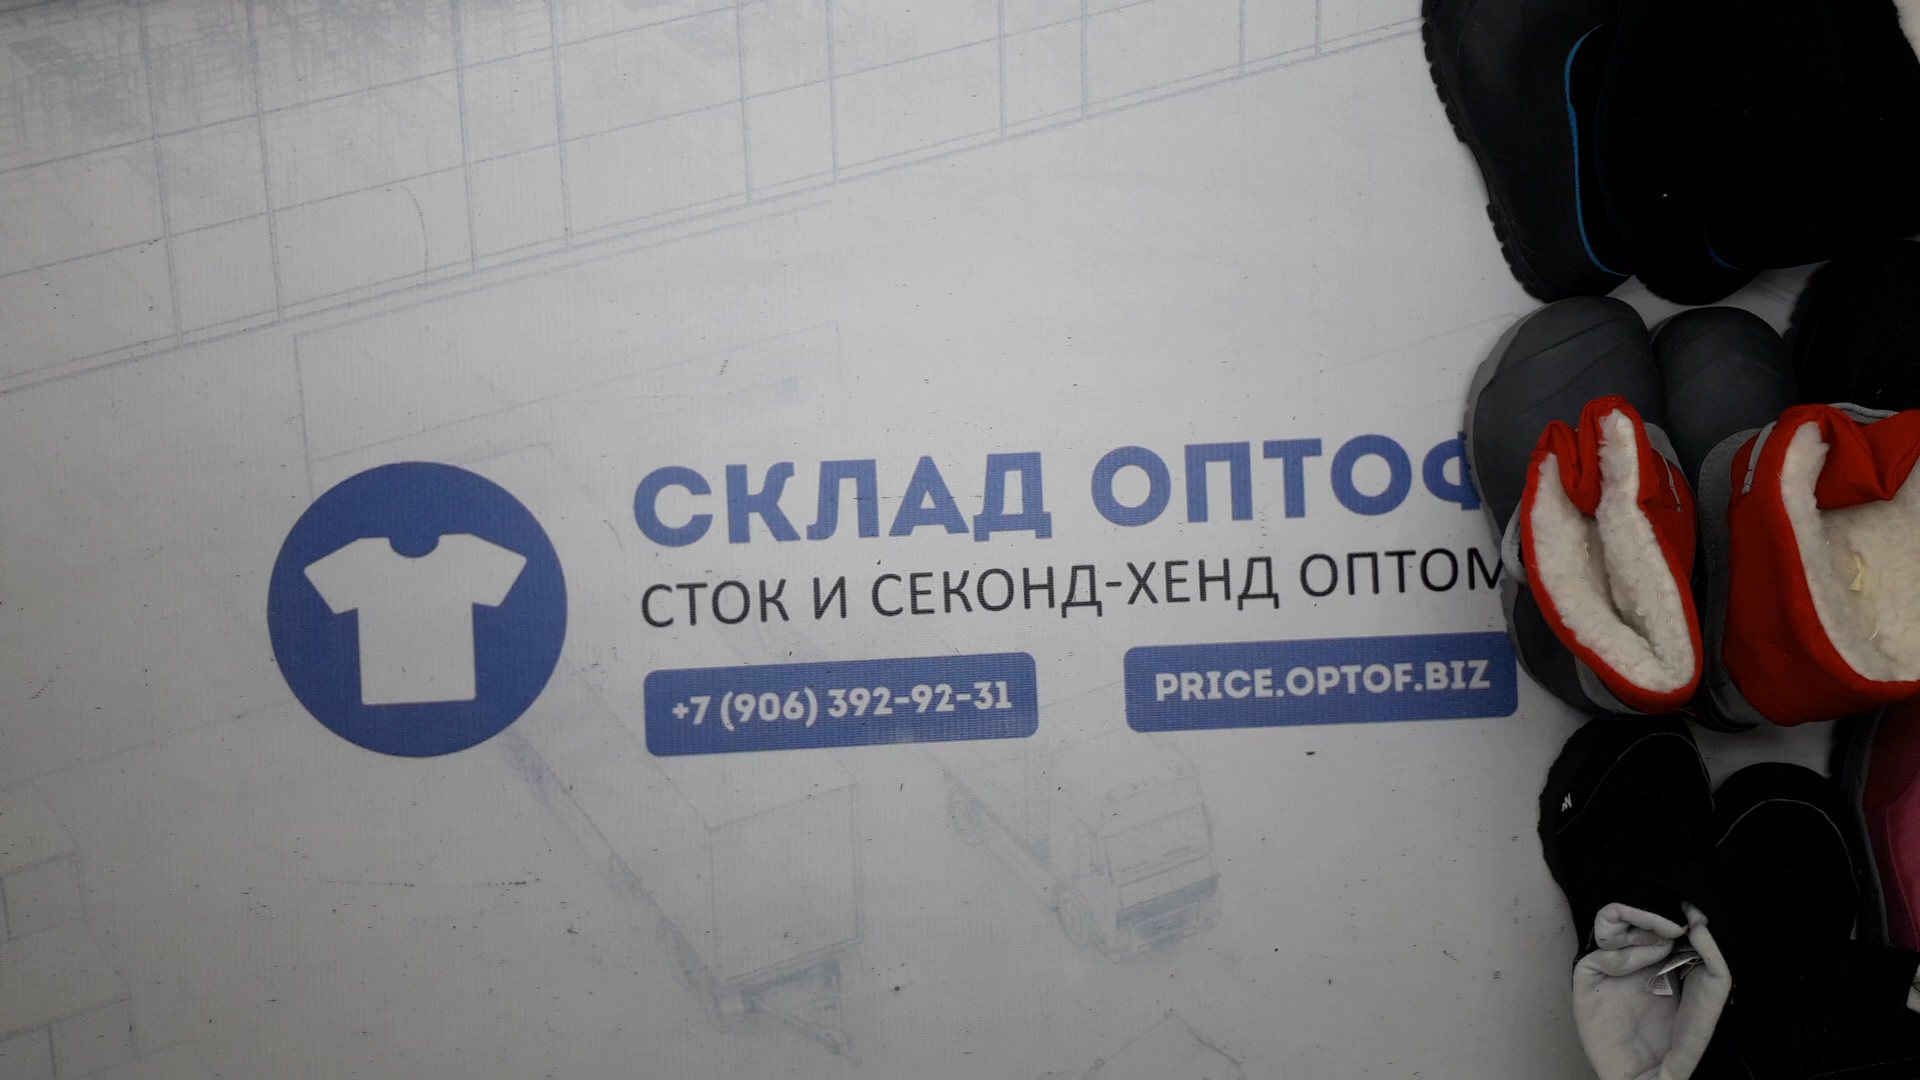 СКЛАД ОПТОФ
СТОК И СЕКОНД-ХЕНД ОПТОМ
+7 (906) 392-92-31
PRICE.OPTOF.BIZ